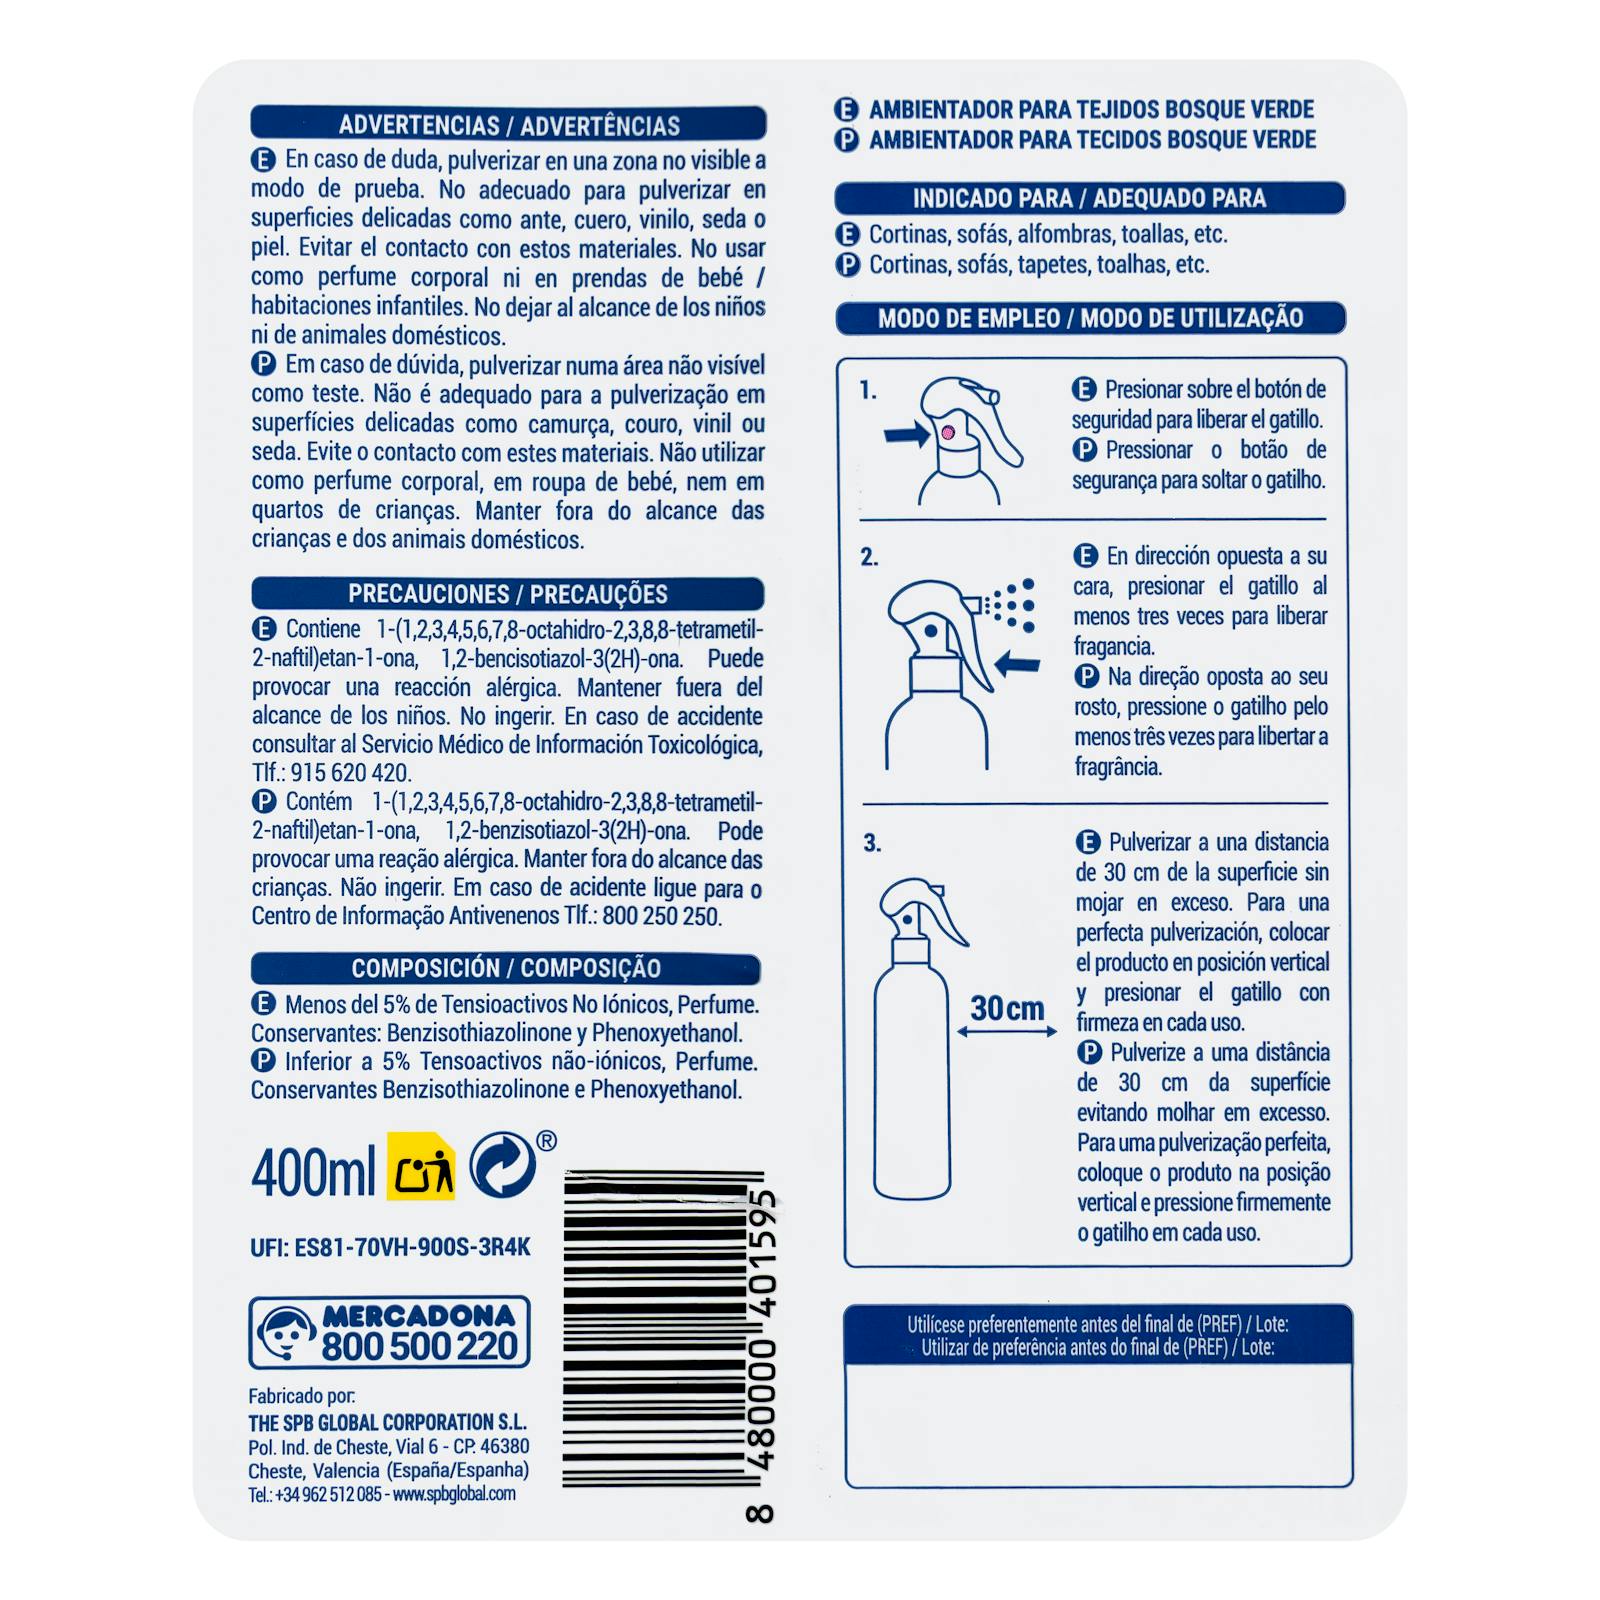 ADVERTENCIAS / ADVERTÊNCIAS
E En caso de duda, pulverizar en una zona no visible a
modo de prueba. No adecuado para pulverizar en
superficies delicadas como ante, cuero, vinilo, seda o
piel. Evitar el contacto con estos materiales. No usar
como perfume corporal ni en prendas de bebé /
habitaciones infantiles. No dejar al alcance de los niños
ni de animales domésticos.
P Em caso de dúvida, pulverizar numa área não visível
como teste. Não é adequado para a pulverização em
superfícies delicadas como camurça, couro, vinil ou
seda. Evite o contacto com estes materiais. Não utilizar
como perfume corporal, em roupa de bebé, nem em
quartos de crianças. Manter fora do alcance das
crianças e dos animais domésticos.
PRECAUCIONES / PRECAUÇÕES
E Contiene 1-(1,2,3,4,5,6,7,8-octahidro-2,3,8,8-tetrametil-
2-naftil)etan-1-ona, 1,2-bencisotiazol-3(2H)-ona. Puede
provocar una reacción alérgica. Mantener fuera del
alcance de los niños. No ingerir. En caso de accidente
consultar al Servicio Médico de Información Toxicológica,
Tlf.: 915 620 420.
P Contém 1-(1,2,3,4,5,6,7,8-octahidro-2,3,8,8-tetrametil-
2-naftil)etan-1-ona, 1,2-benzisotiazol-3(2H)-ona. Pode
provocar uma reação alérgica. Manter fora do alcance das
crianças. Não ingerir. Em caso de acidente ligue para o
Centro de Informação Antivenenos Tlf.: 800 250 250.
COMPOSICIÓN / COMPOSIÇÃO
E Menos del 5% de Tensioactivos No Iónicos, Perfume.
Conservantes: Benzisothiazolinone y Phenoxyethanol.
P Inferior a 5% Tensoactivos não-iónicos, Perfume.
Conservantes Benzisothiazolinone e Phenoxyethanol.
400ml ®
UFI: ES81-70VH-900S-3R4K
MERCADONA
800 500 220
Fabricado por:
THE SPB GLOBAL CORPORATION S.L.
Pol. Ind. de Cheste, Vial 6 - CP. 46380
Cheste, Valencia (España/Espanha)
Tel.: +34 962 512 085 - www.spbglobal.com
8 480000 401595
E AMBIENTADOR PARA TEJIDOS BOSQUE VERDE
P AMBIENTADOR PARA TECIDOS BOSQUE VERDE
INDICADO PARA / ADEQUADO PARA
E Cortinas, sofás, alfombras, toallas, etc.
P Cortinas, sofás, tapetes, toalhas, etc.
MODO DE EMPLEO / MODO DE UTILIZAÇÃO
1.
E Presionar sobre el botón de
seguridad para liberar el gatillo.
P Pressionar o botão de
segurança para soltar o gatilho.
2.
E En dirección opuesta a su
cara, presionar el gatillo al
menos tres veces para liberar
fragancia.
P Na direção oposta ao seu
rosto, pressione o gatilho pelo
menos três vezes para libertar a
fragrância.
3.
30cm
E Pulverizar a una distancia
de 30 cm de la superficie sin
mojar en exceso. Para una
perfecta pulverización, colocar
el producto en posición vertical
y presionar el gatillo con
firmeza en cada uso.
P Pulverize a uma distância
de 30 cm da superfície
evitando molhar em excesso.
Para uma pulverização perfeita,
coloque o produto na posição
vertical e pressione firmemente
o gatilho em cada uso.
Utilícese preferentemente antes del final de (PREF) / Lote:
Utilizar de preferência antes do final de (PREF) / Lote: